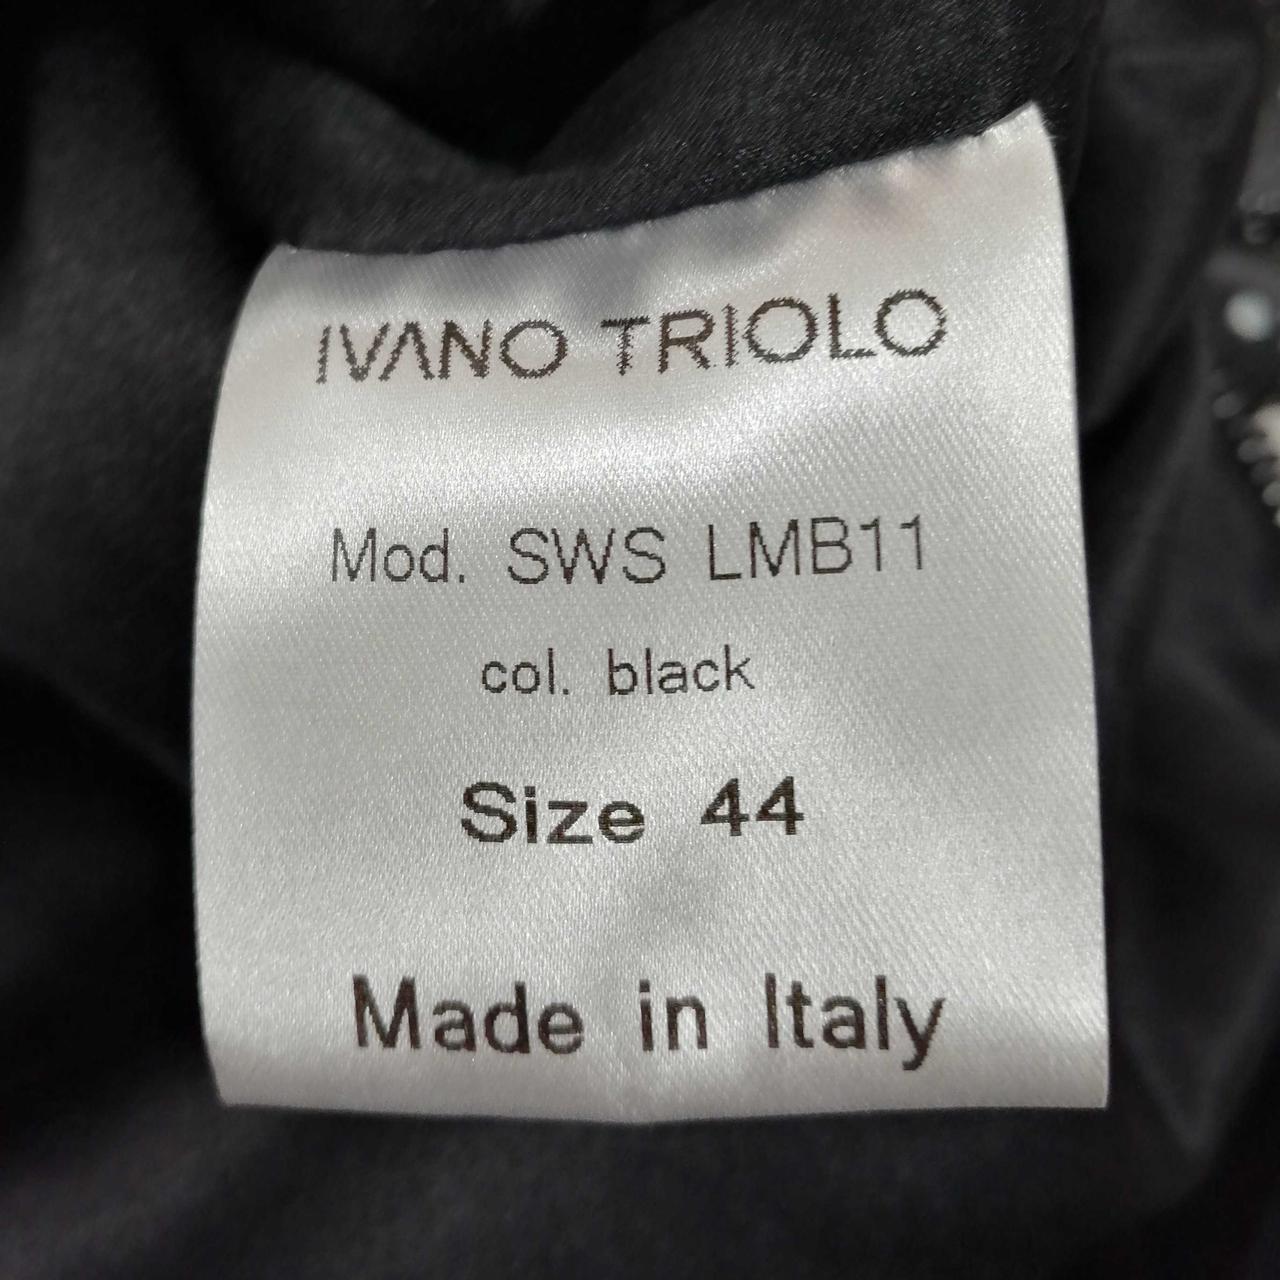 IVANO TRIOLO
Mod. SWS LMB11
col. black
Size 44
Made in Italy